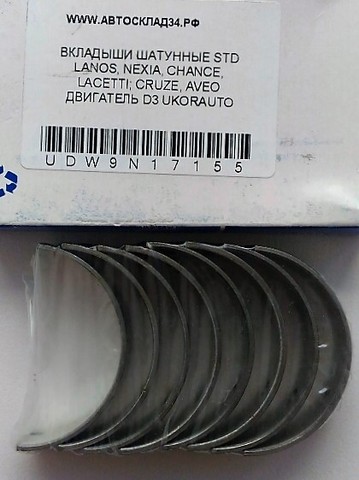 WWW.АВТОСКЛАД34.РФ
ВКЛАДЫШИ ШАТУННЫЕ STD
LANOS, NEXIA, CHANCE,
LACETTI; CRUZE, AVEO
ДВИГАТЕЛЬ D3 UKORAUTO
UDW9N17155